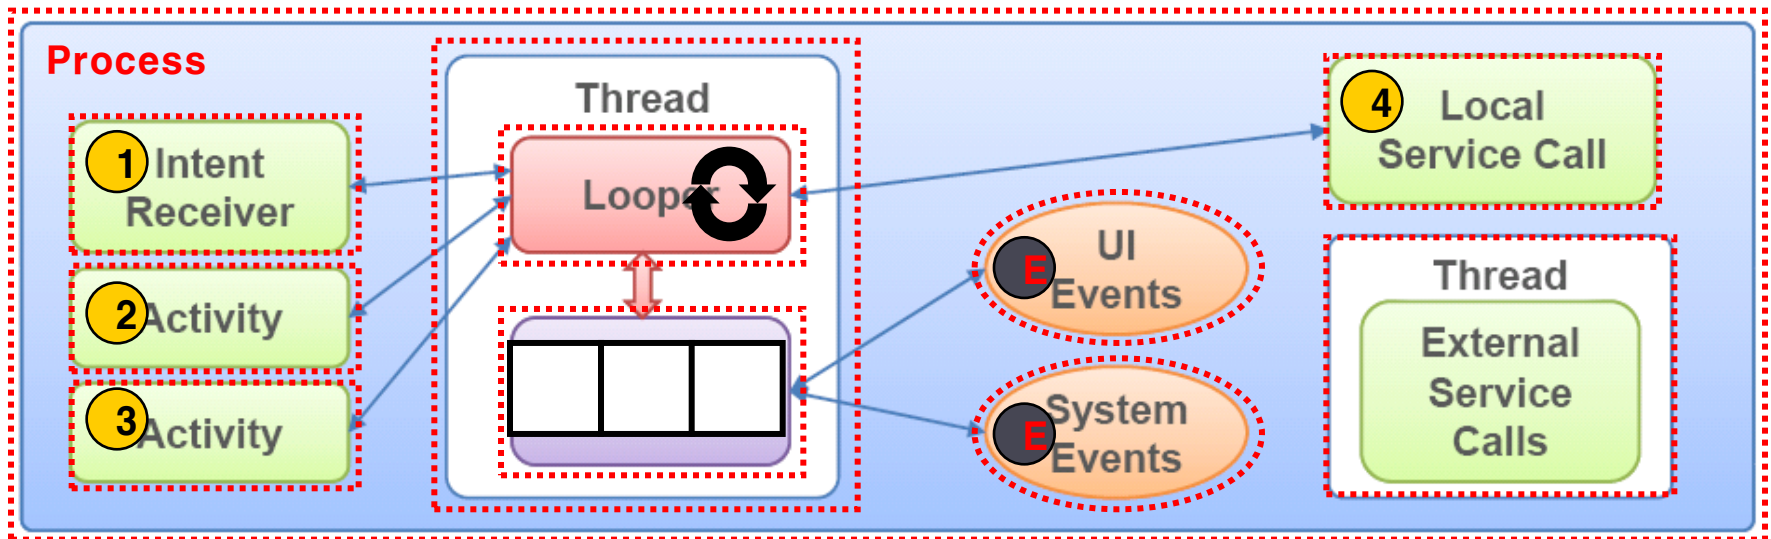 Process
1
Intent
Receiver
2
Activity
3
Activity
Thread
Looper
UI
E
Events
System
E
Events
4
Local
Service Call
Thread
External
Service
Calls